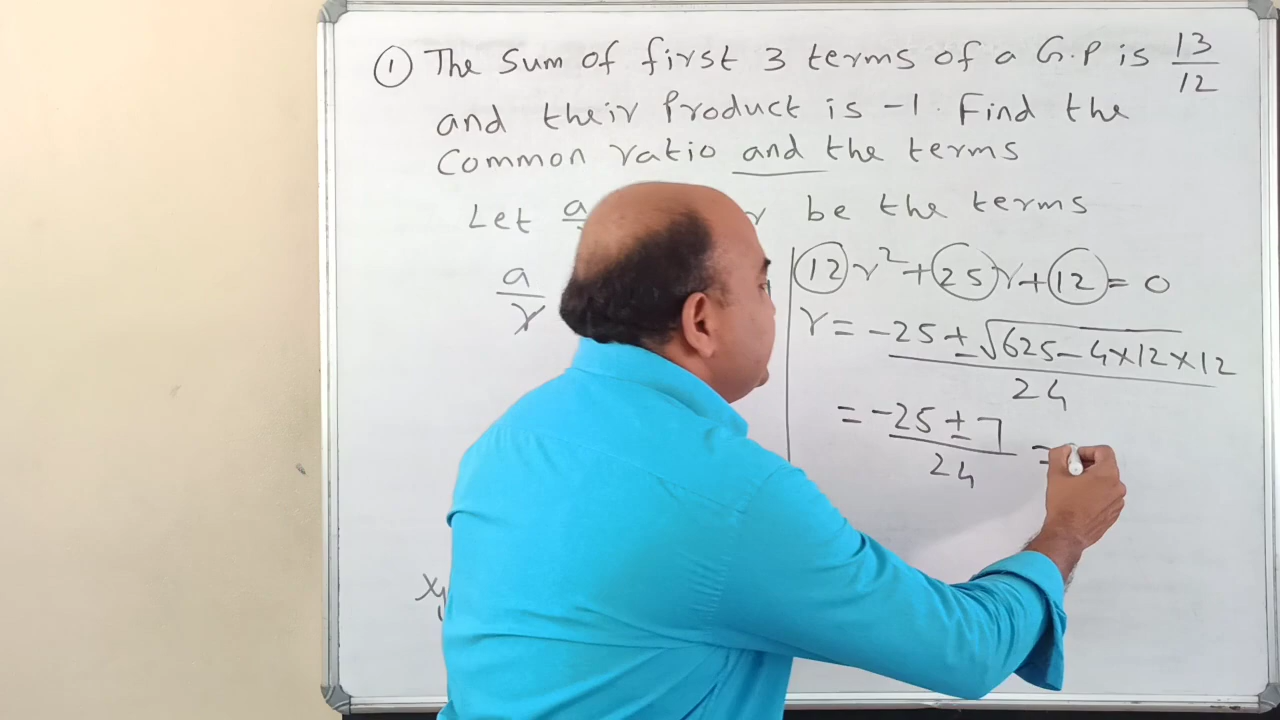 ① The Sum of first 3 terms of a G.P is 13/12
and their Product is -1. Find the
Common ratio and the terms
Let a be the terms
a/r
12r² + 25r + 12 = 0
r = -25 ± √625 - 4×12×12 / 24
= -25 ± 7 / 24 =